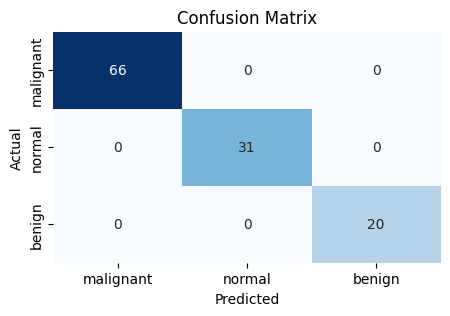 Confusion Matrix
Actual
malignant
66 0 0
normal
0 31 0
benign
0 0 20
malignant normal benign
Predicted